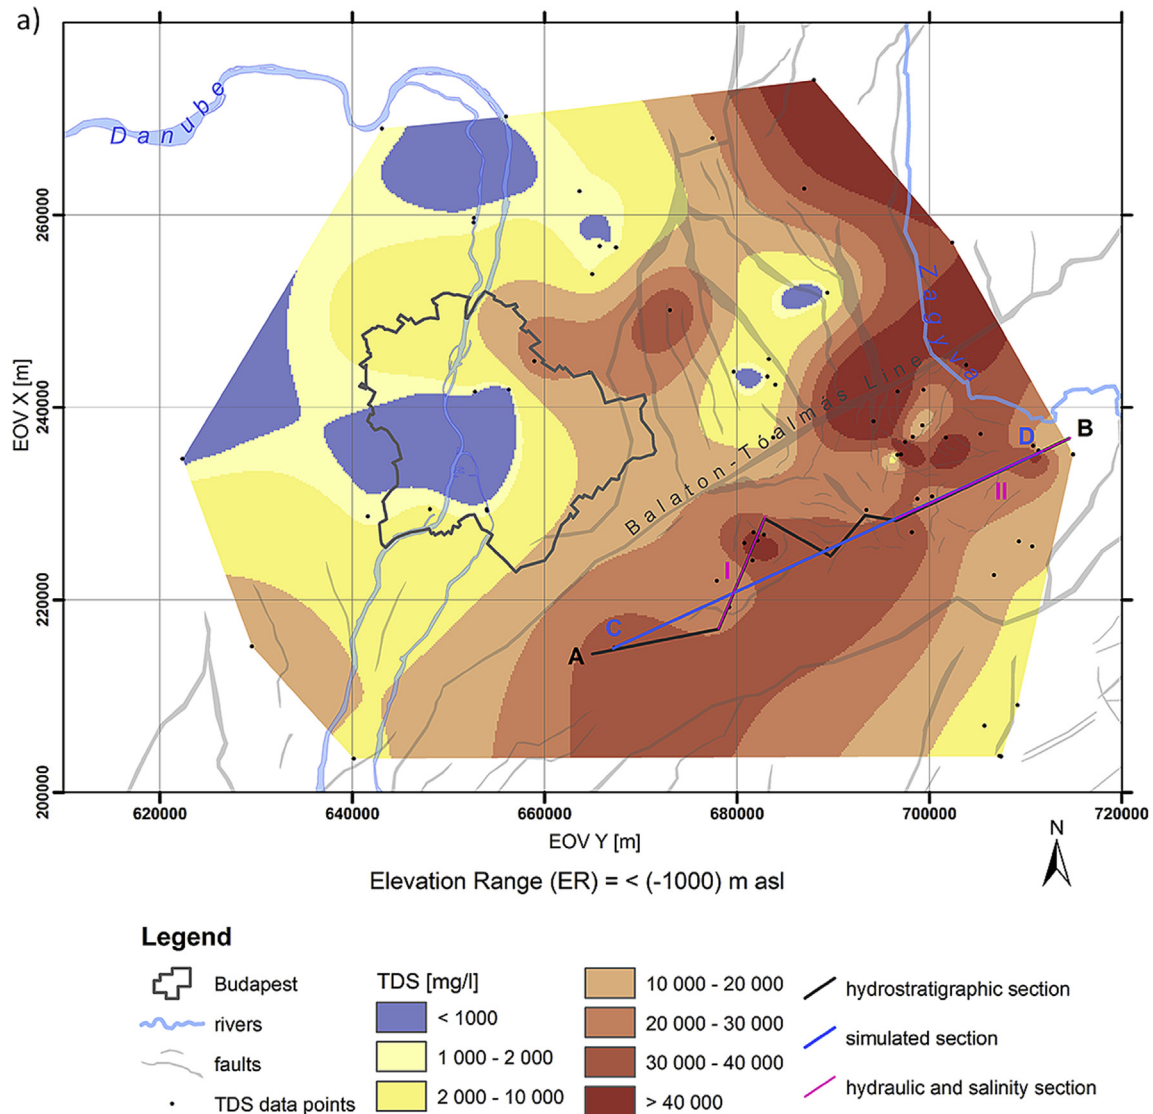 a)
Danube
Zagyva
Balaton-Tóalmás Line
260000
240000
220000
200000
EOV X [m]
D
B
II
I
C
A
620000
640000
660000
680000
700000
720000
EOV Y [m]
N
Elevation Range (ER) = < (-1000) m asl
Legend
Budapest
rivers
faults
TDS data points
TDS [mg/l]
< 1000
1 000 - 2 000
2 000 - 10 000
10 000 - 20 000
20 000 - 30 000
30 000 - 40 000
> 40 000
hydrostratigraphic section
simulated section
hydraulic and salinity section